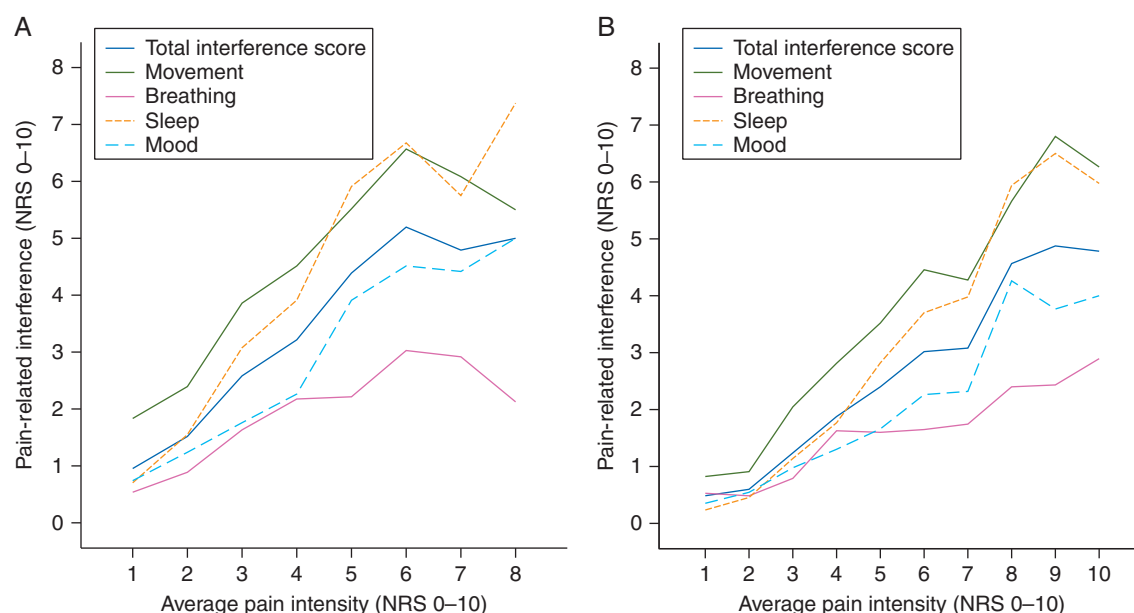 A
Total interference score
Movement
Breathing
Sleep
Mood
Pain-related interference (NRS 0–10)
8
7
6
5
4
3
2
1
0
1 2 3 4 5 6 7 8
Average pain intensity (NRS 0–10)
B
Total interference score
Movement
Breathing
Sleep
Mood
Pain-related interference (NRS 0–10)
8
7
6
5
4
3
2
1
0
1 2 3 4 5 6 7 8 9 10
Average pain intensity (NRS 0–10)